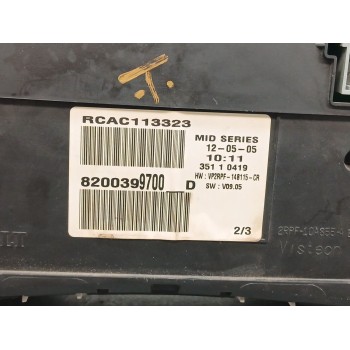 T.
RCAC113323
MID SERIES
12-05-05
10:11
351 1 0419
HW : VP2RPF-14B115-CR
SW : V09.05
8200399700 D
2/3
Visteon